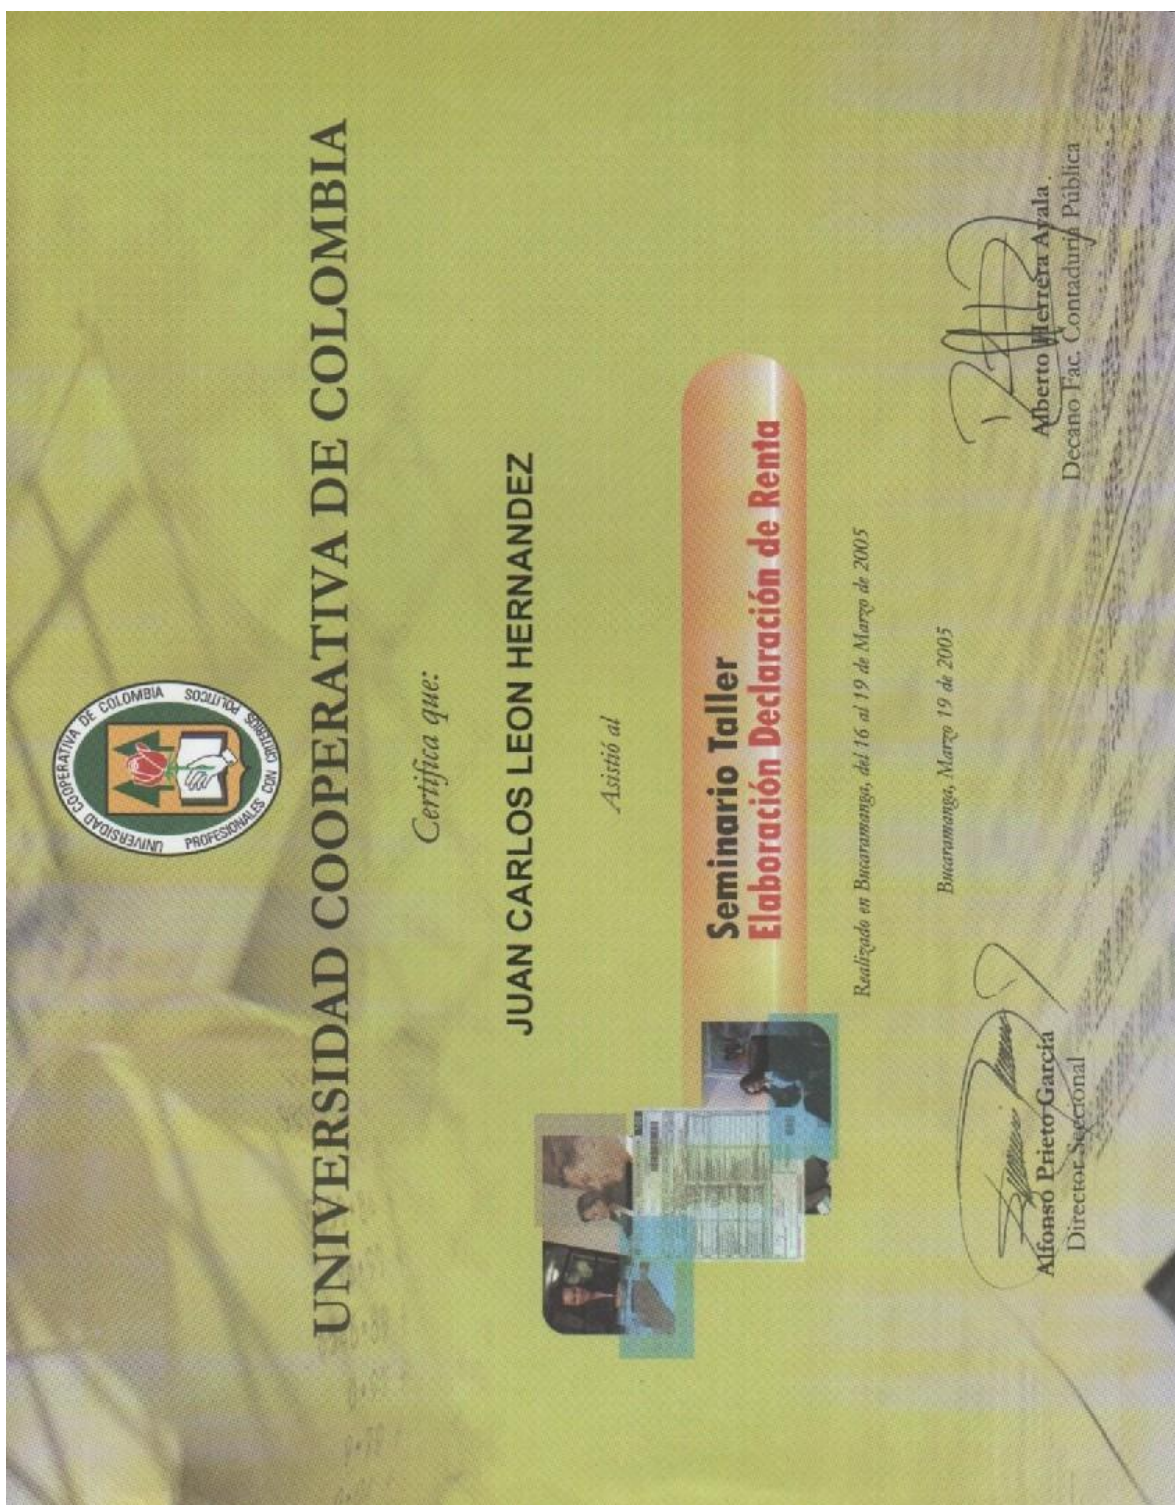 UNIVERSIDAD COOPERATIVA DE COLOMBIA
PROFESIONALES CON CRITERIOS POLITICOS
UNIVERSIDAD COOPERATIVA DE COLOMBIA
Certifica que:
JUAN CARLOS LEON HERNANDEZ
Asistió al
Seminario Taller
Elaboración Declaración de Renta
Realizado en Bucaramanga, del 16 al 19 de Marzo de 2005
Bucaramanga, Marzo 19 de 2005
Alfonso Prieto García
Director Seccional
Alberto Herrera Ayala
Decano Fac. Contaduria Pública